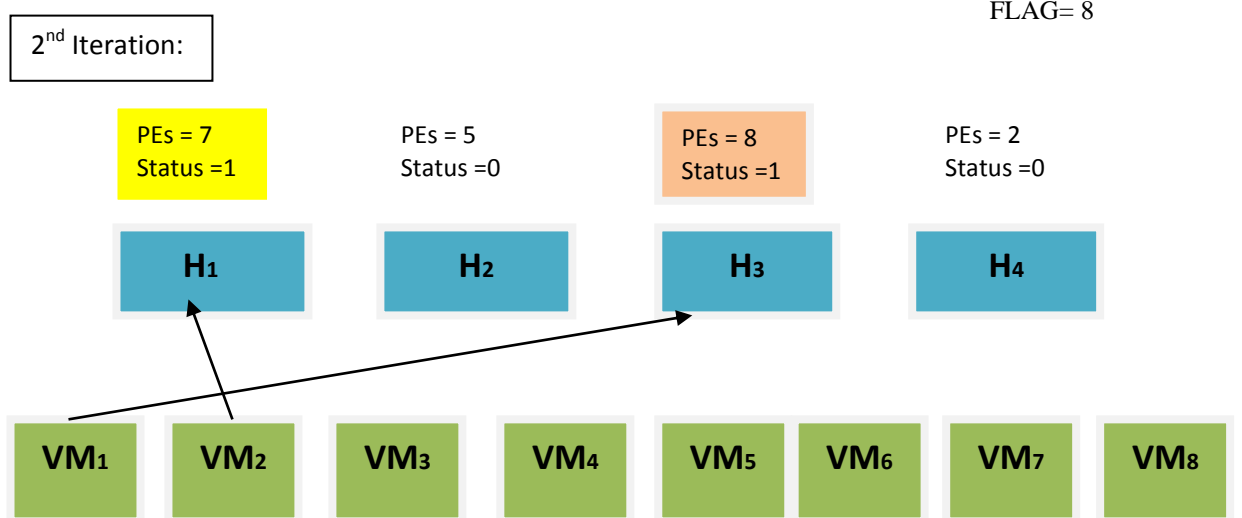 FLAG= 8
2nd Iteration:
PEs = 7
Status =1
PEs = 5
Status =0
PEs = 8
Status =1
PEs = 2
Status =0
H1
H2
H3
H4
VM1
VM2
VM3
VM4
VM5
VM6
VM7
VM8